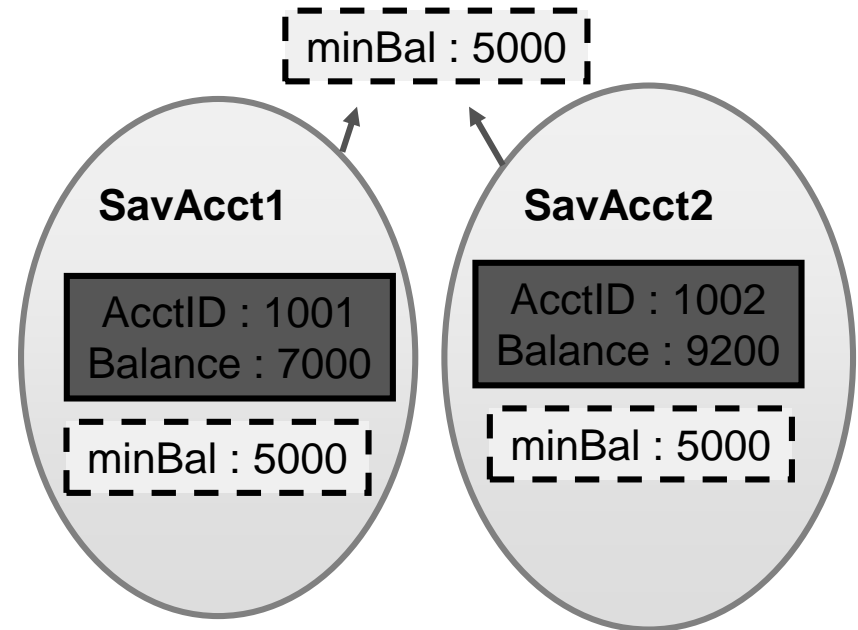 minBal : 5000
SavAcct1
AcctID : 1001
Balance : 7000
minBal : 5000
SavAcct2
AcctID : 1002
Balance : 9200
minBal : 5000